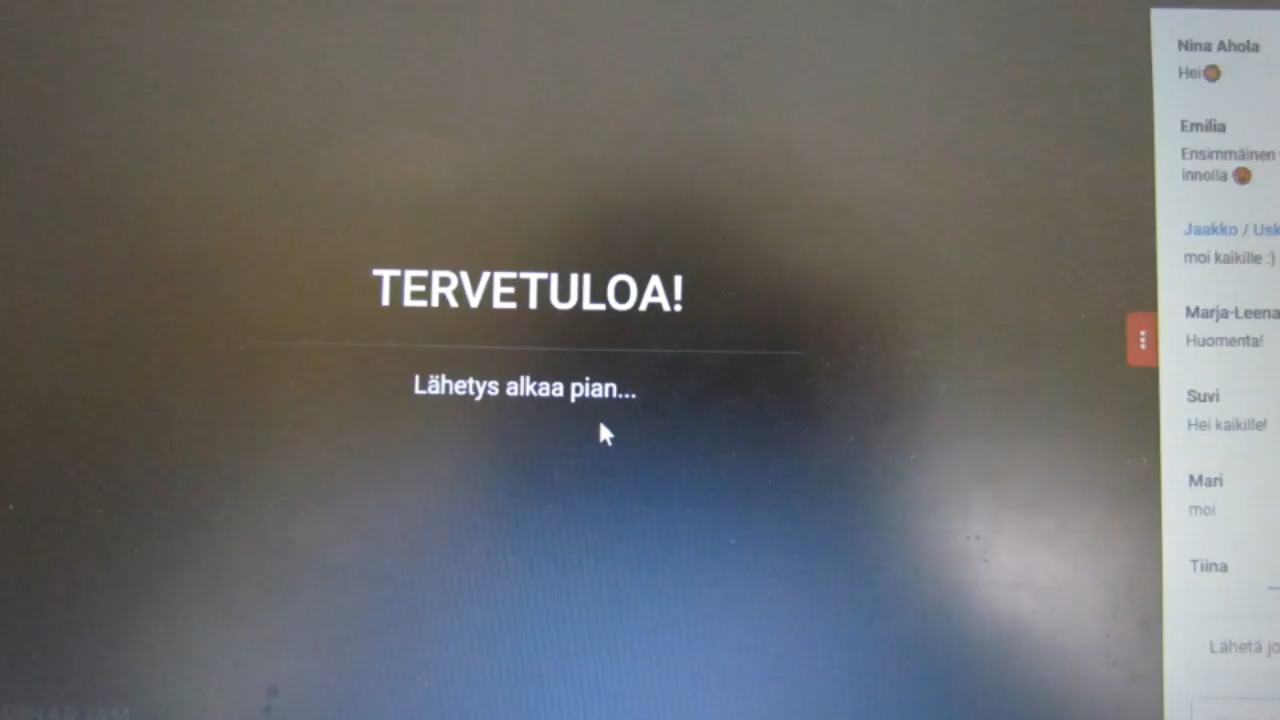 TERVETULOA!
Lähetys alkaa pian...
Nina Ahola
Hei
Emilia
Ensimmäinen
innolla
Jaakko / Usk
moi kaikille :)
Marja-Leena
Huomenta!
Suvi
Hei kaikille!
Mari
moi
Tiina
Lähetä jo